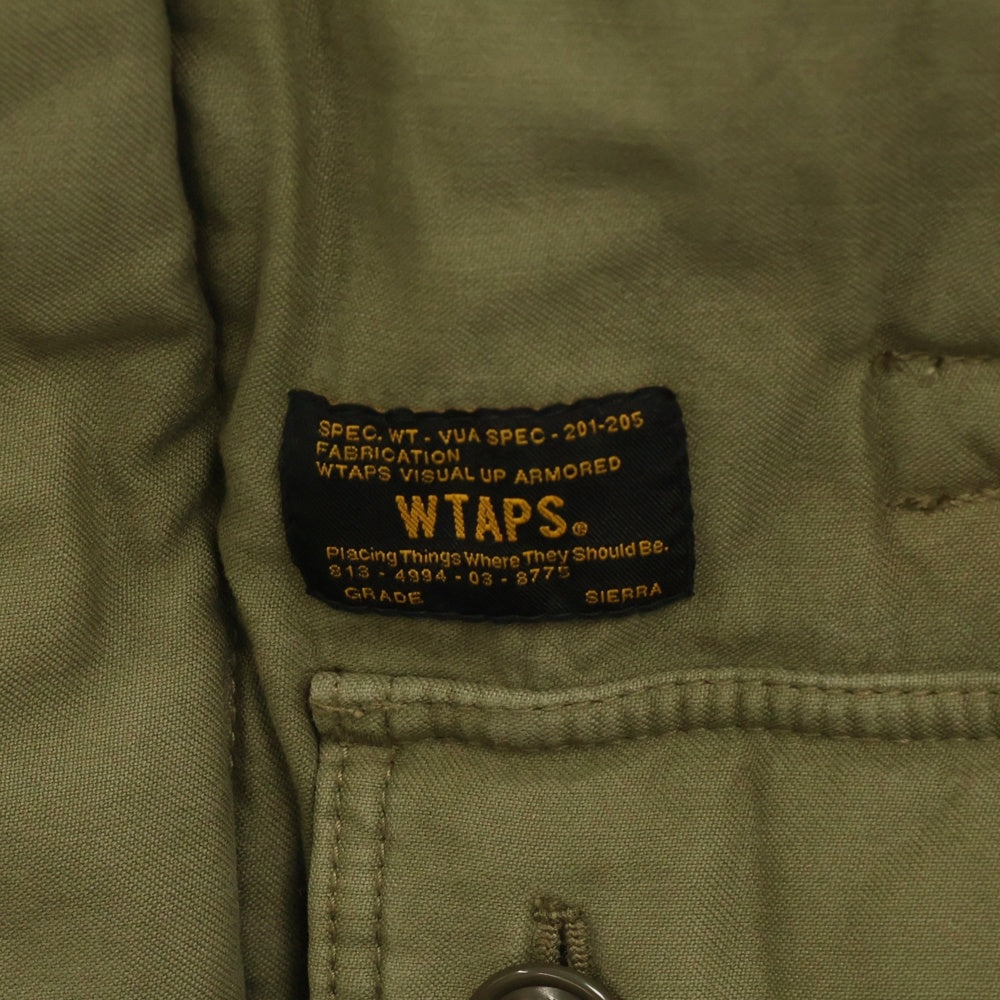 SPEC. WT - VUA SPEC - 201-205
FABRICATION
WTAPS VISUAL UP ARMORED
WTAPS®
Placing Things Where They Should Be.
813 - 4994 - 03 - 8775
GRADE SIERRA